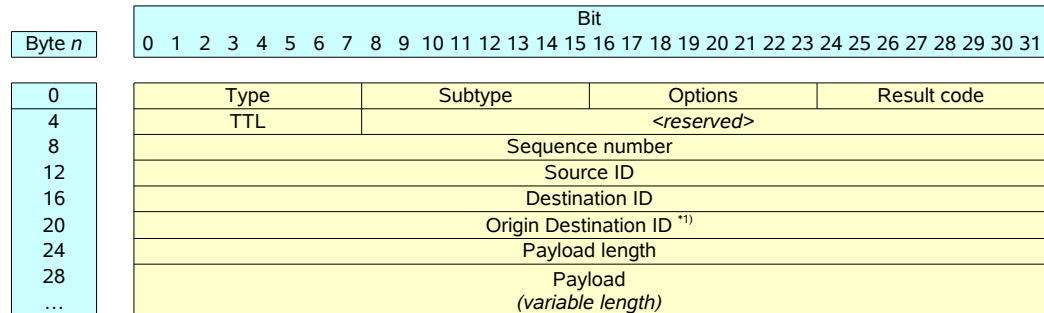 Bit
Byte n 0 1 2 3 4 5 6 7 8 9 10 11 12 13 14 15 16 17 18 19 20 21 22 23 24 25 26 27 28 29 30 31
0 Type Subtype Options Result code
4 TTL <reserved>
8 Sequence number
12 Source ID
16 Destination ID
20 Origin Destination ID *1)
24 Payload length
28 Payload
... (variable length)